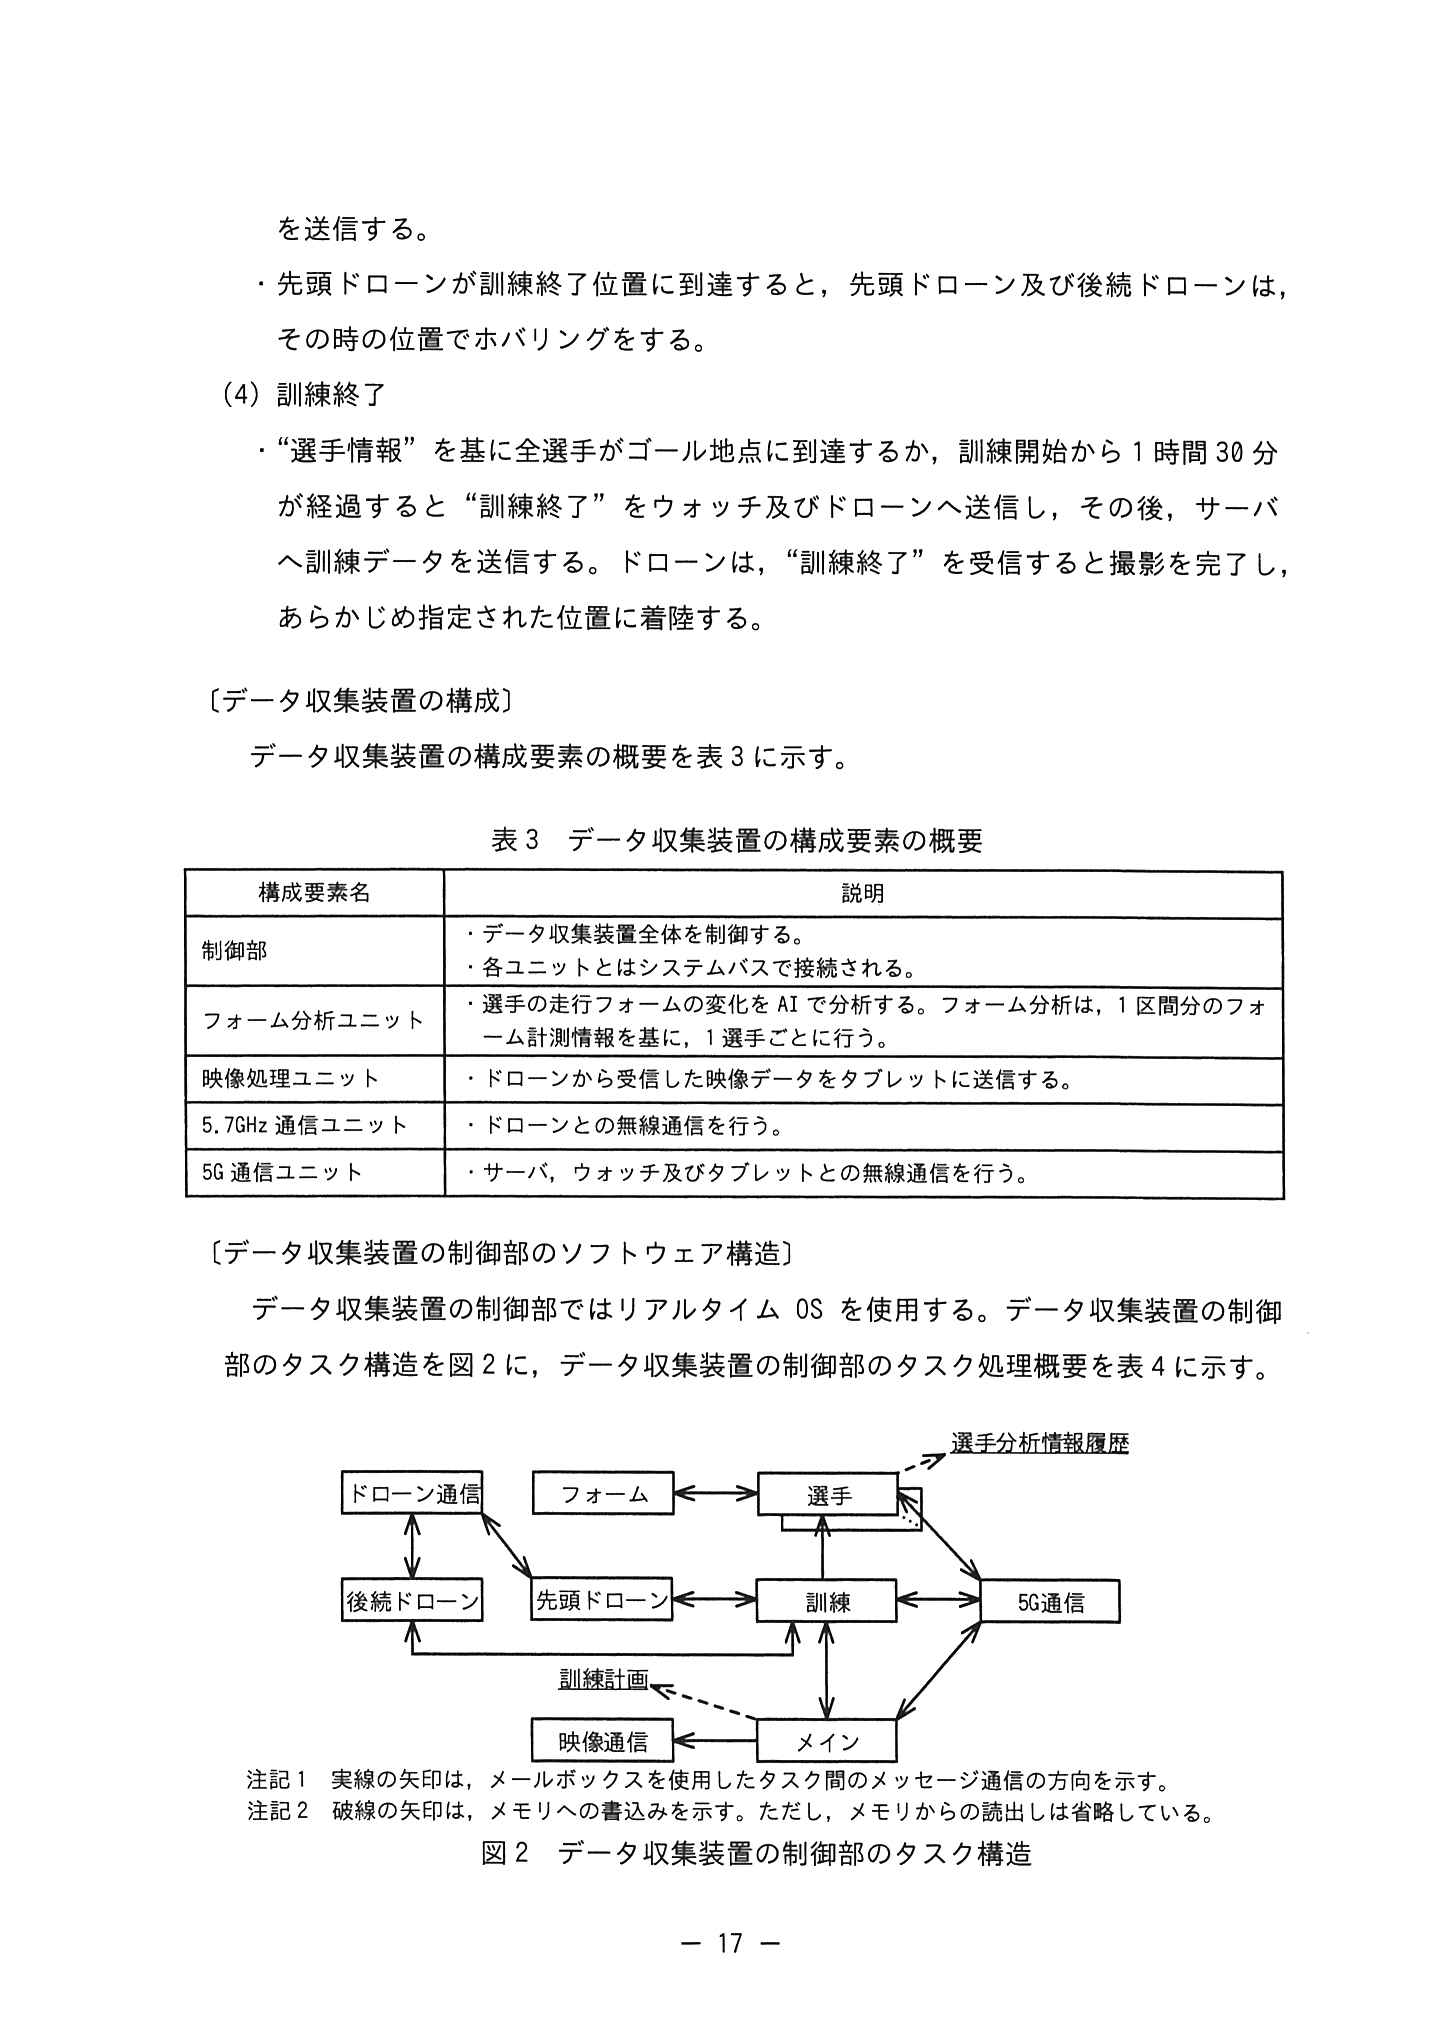 を送信する。
・先頭ドローンが訓練終了位置に到達すると，先頭ドローン及び後続ドローンは，
その時の位置でホバリングをする。
(4) 訓練終了
・“選手情報”を基に全選手がゴール地点に到達するか，訓練開始から1時間30分
が経過すると“訓練終了”をウォッチ及びドローンへ送信し，その後，サーバ
へ訓練データを送信する。ドローンは，“訓練終了”を受信すると撮影を完了し，
あらかじめ指定された位置に着陸する。
〔データ収集装置の構成〕
データ収集装置の構成要素の概要を表3に示す。
表3　データ収集装置の構成要素の概要
構成要素名
説明
制御部
・データ収集装置全体を制御する。
・各ユニットとはシステムバスで接続される。
フォーム分析ユニット
・選手の走行フォームの変化をAIで分析する。フォーム分析は，1区間分のフォ
ーム計測情報を基に，1選手ごとに行う。
映像処理ユニット
・ドローンから受信した映像データをタブレットに送信する。
5.7GHz通信ユニット
・ドローンとの無線通信を行う。
5G通信ユニット
・サーバ，ウォッチ及びタブレットとの無線通信を行う。
〔データ収集装置の制御部のソフトウェア構造〕
データ収集装置の制御部ではリアルタイム OS を使用する。データ収集装置の制御
部のタスク構造を図2に，データ収集装置の制御部のタスク処理概要を表4に示す。
選手分析情報履歴
ドローン通信
フォーム
選手
後続ドローン
先頭ドローン
訓練
5G通信
訓練計画
映像通信
メイン
注記1　実線の矢印は，メールボックスを使用したタスク間のメッセージ通信の方向を示す。
注記2　破線の矢印は，メモリへの書込みを示す。ただし，メモリからの読出しは省略している。
図2　データ収集装置の制御部のタスク構造
― 17 ―